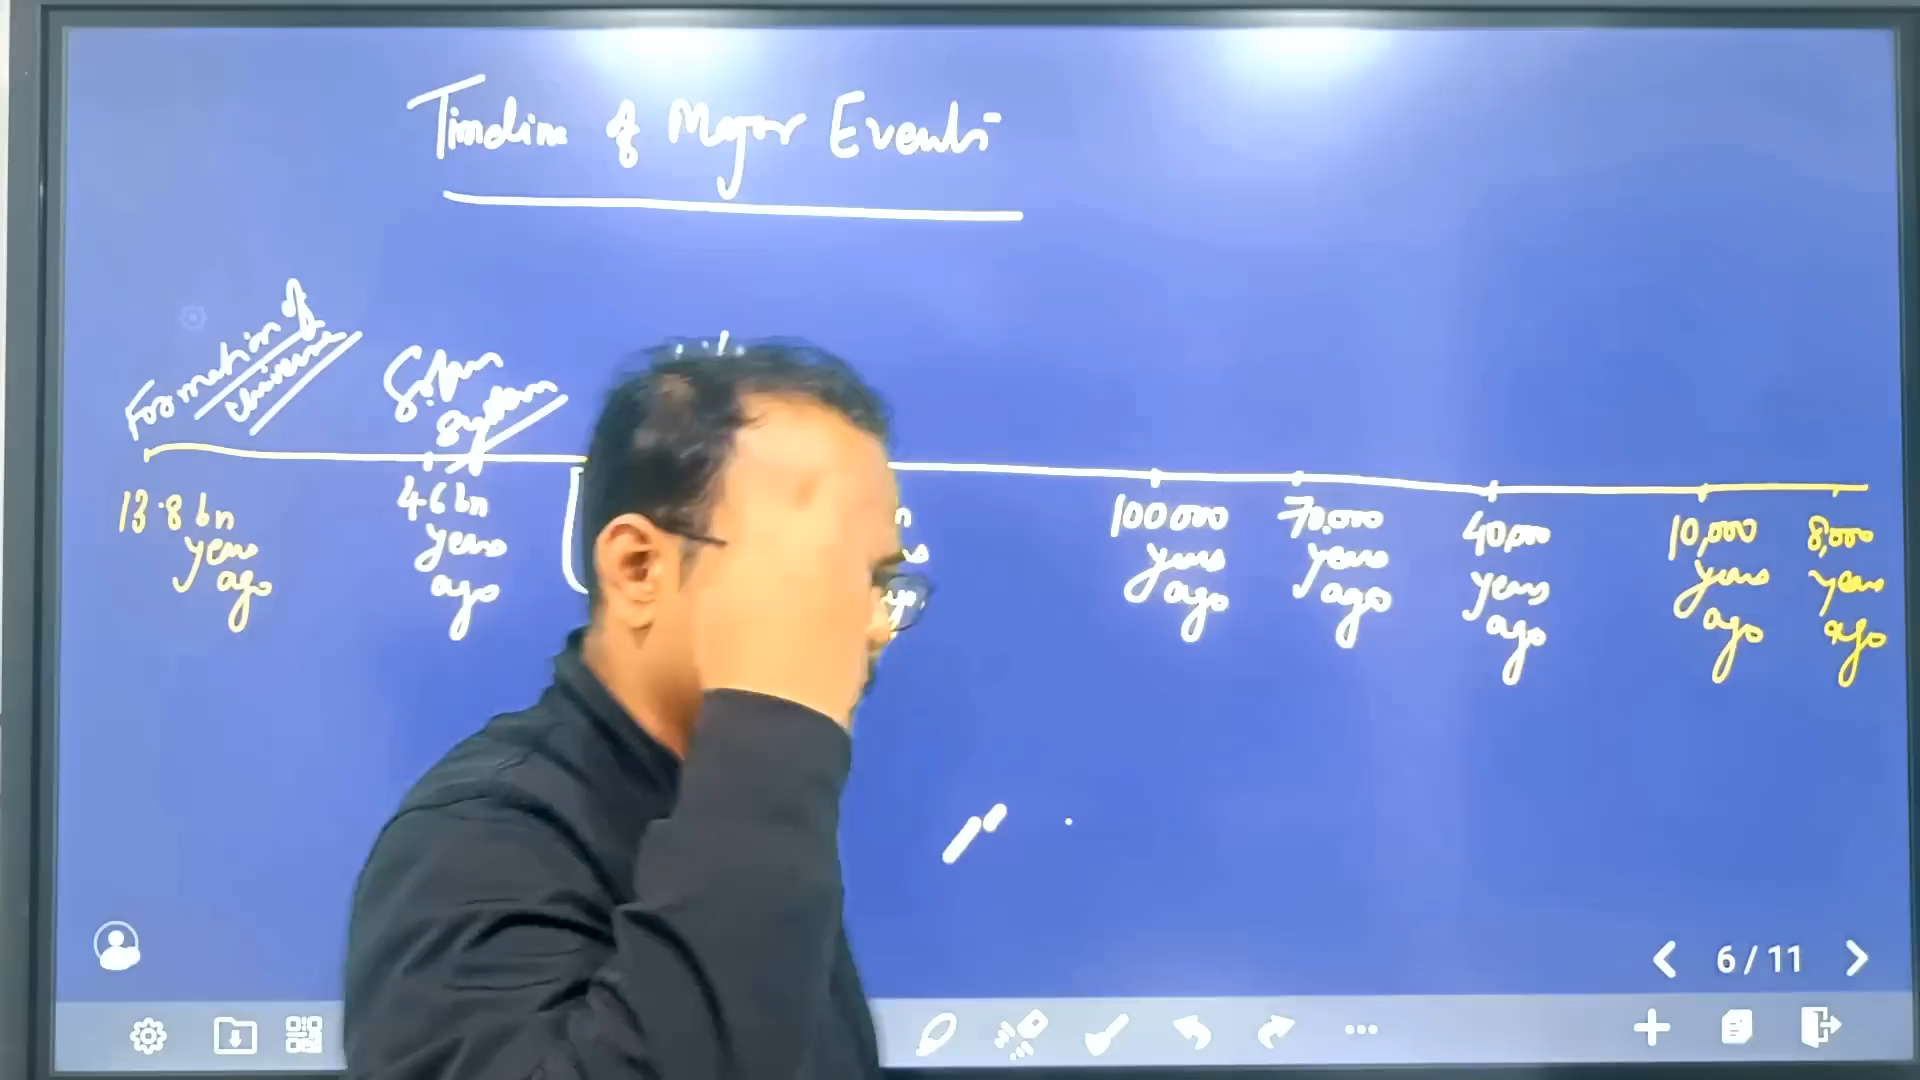 Timeline of Major Events
Formation of
Universe
Solar
System
13.8 bn
years
ago
4.6 bn
years
ago
100000
years
ago
70,000
years
ago
40,000
years
ago
10,000
years
ago
8,000
years
ago
6 / 11